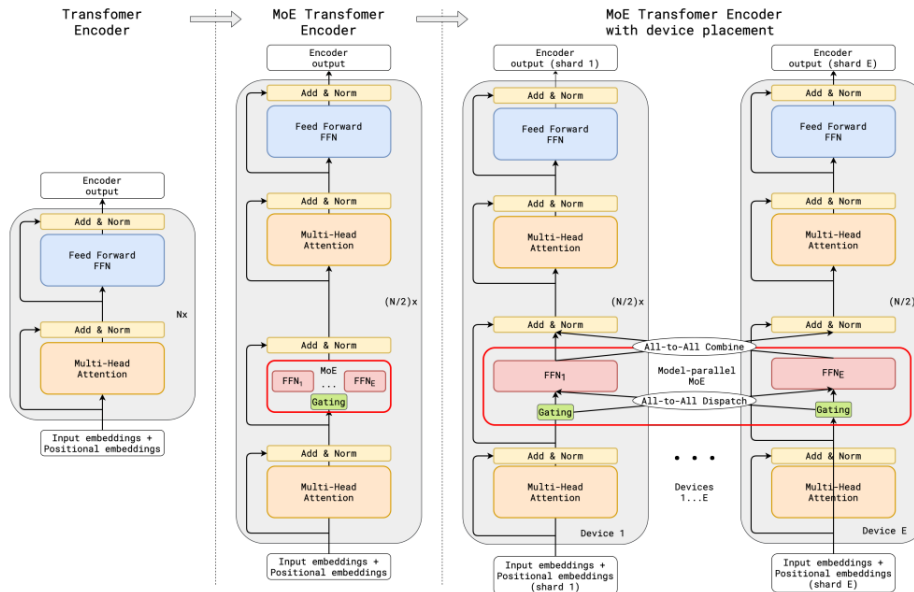 Transfomer
Encoder
Encoder
output
Add & Norm
Feed Forward
FFN
Nx
Add & Norm
Multi-Head
Attention
Input embeddings +
Positional embeddings
MoE Transfomer
Encoder
Encoder
output
Add & Norm
Feed Forward
FFN
Add & Norm
Multi-Head
Attention
(N/2)x
Add & Norm
MoE
FFN1
...
FFNE
Gating
Add & Norm
Multi-Head
Attention
Input embeddings +
Positional embeddings
MoE Transfomer Encoder
with device placement
Encoder
output (shard 1)
Add & Norm
Feed Forward
FFN
Add & Norm
Multi-Head
Attention
(N/2)x
Add & Norm
All-to-All Combine
FFN1
Model-parallel
MoE
All-to-All Dispatch
Gating
Add & Norm
Multi-Head
Attention
Device 1
Input embeddings +
Positional embeddings
(shard 1)
Devices
1...E
Encoder
output (shard E)
Add & Norm
Feed Forward
FFN
Add & Norm
Multi-Head
Attention
(N/2)
Add & Norm
FFNE
Gating
Add & Norm
Multi-Head
Attention
Device E
Input embeddings +
Positional embeddings
(shard E)